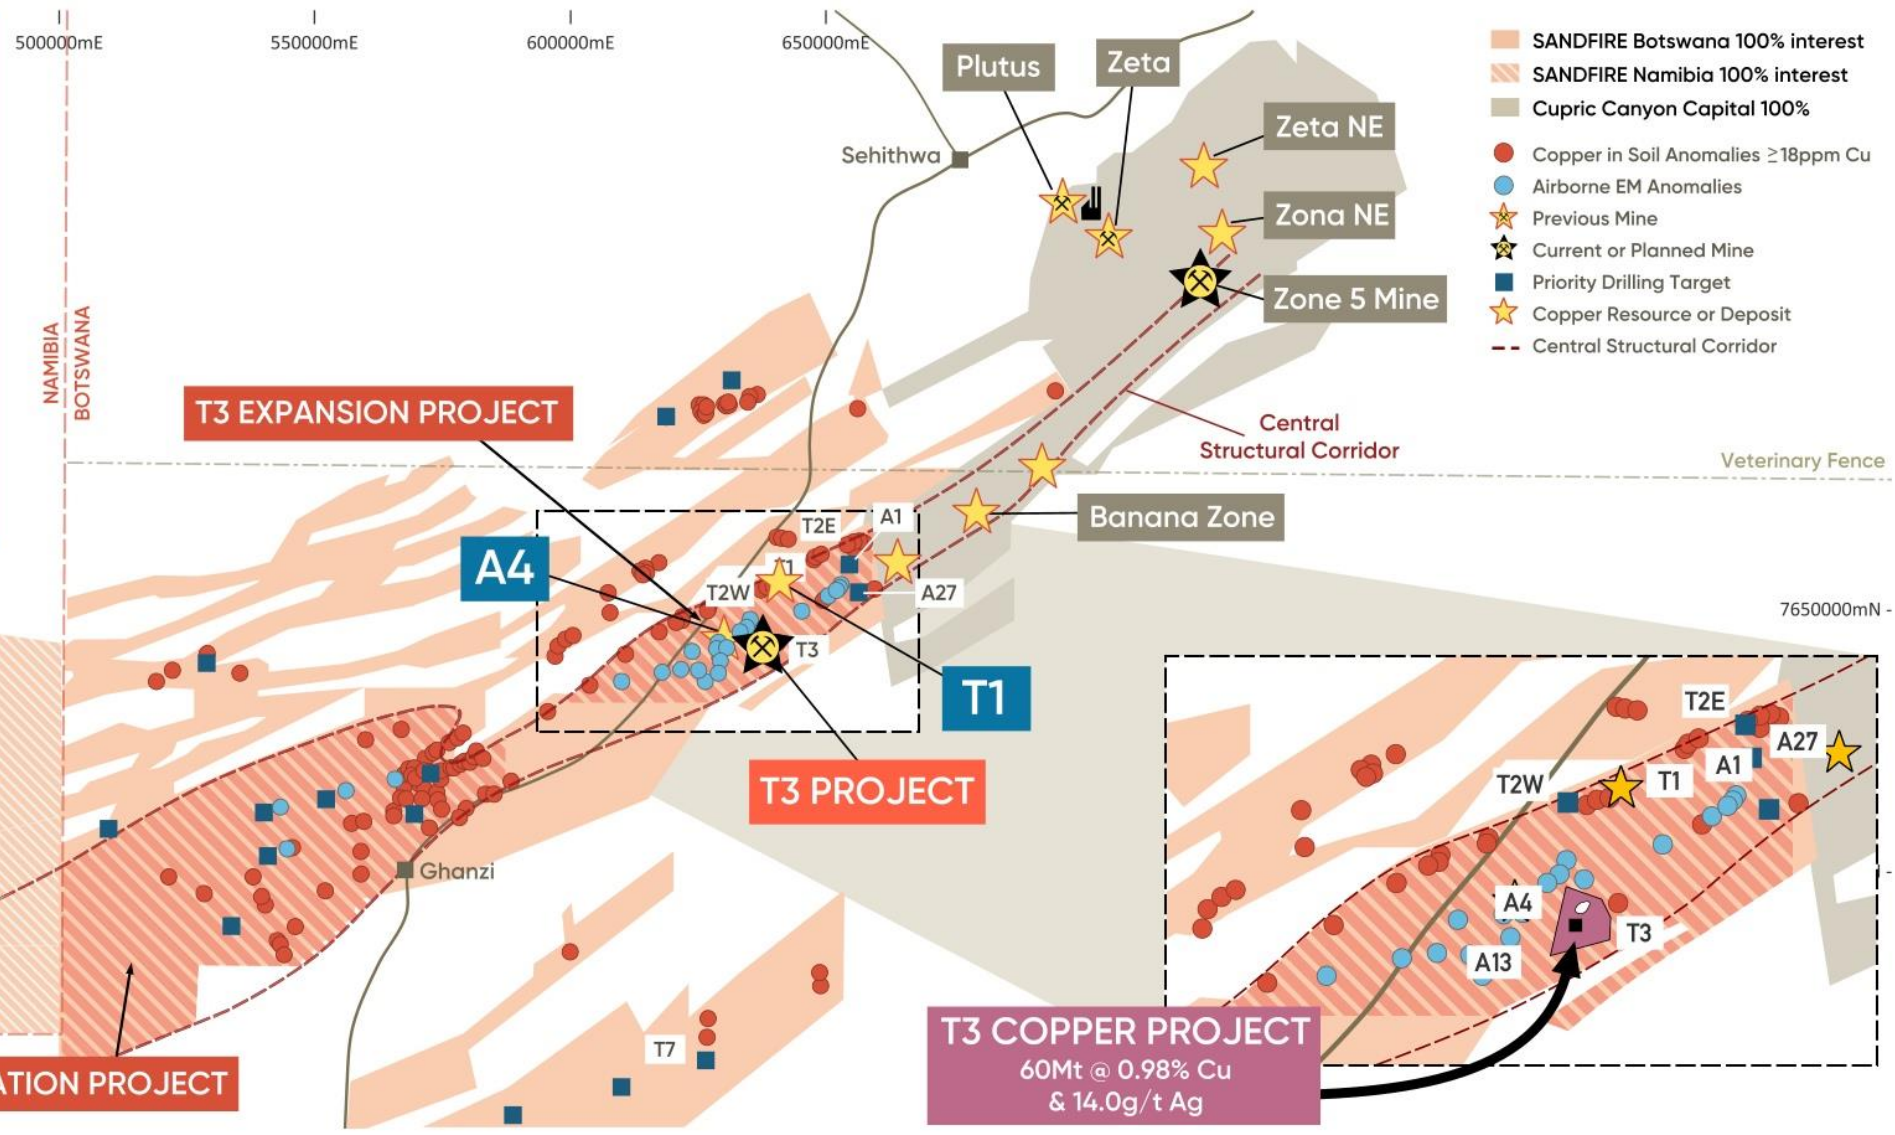 500000mE
550000mE
600000mE
650000mE
SANDFIRE Botswana 100% interest
SANDFIRE Namibia 100% interest
Cupric Canyon Capital 100%
Copper in Soil Anomalies ≥18ppm Cu
Airborne EM Anomalies
Previous Mine
Current or Planned Mine
Priority Drilling Target
Copper Resource or Deposit
Central Structural Corridor
Plutus
Zeta
Zeta NE
Sehithwa
Zona NE
Zone 5 Mine
NAMIBIA
BOTSWANA
T3 EXPANSION PROJECT
Central
Structural Corridor
Veterinary Fence
Banana Zone
T2E
A1
A4
T2W
A27
T3
T1
7650000mN
T3 PROJECT
Ghanzi
T2E
A27
A1
T1
T2W
A4
T3
A13
T7
T3 COPPER PROJECT
60Mt @ 0.98% Cu
& 14.0g/t Ag
ATION PROJECT